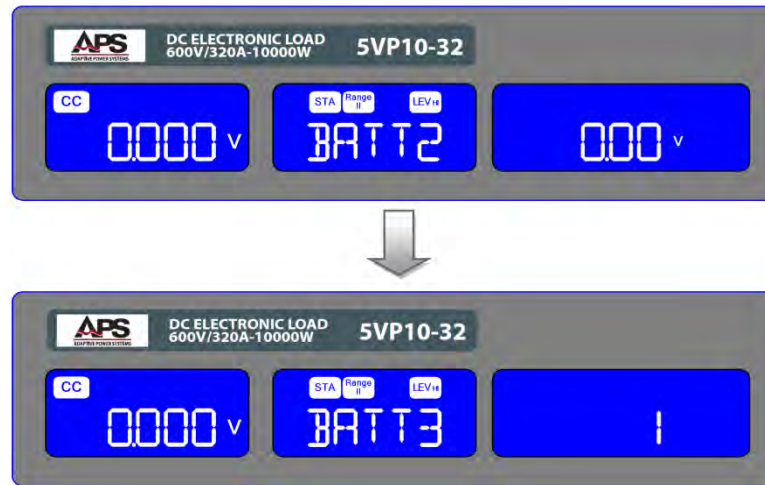 APS
ADAPTIVE POWER SYSTEMS
DC ELECTRONIC LOAD
600V/320A-10000W
5VP10-32
CC
0.000 V
STA Range II LEV HI
BATT2
0.00 V
APS
ADAPTIVE POWER SYSTEMS
DC ELECTRONIC LOAD
600V/320A-10000W
5VP10-32
CC
0.000 V
STA Range II LEV HI
BATT3
1